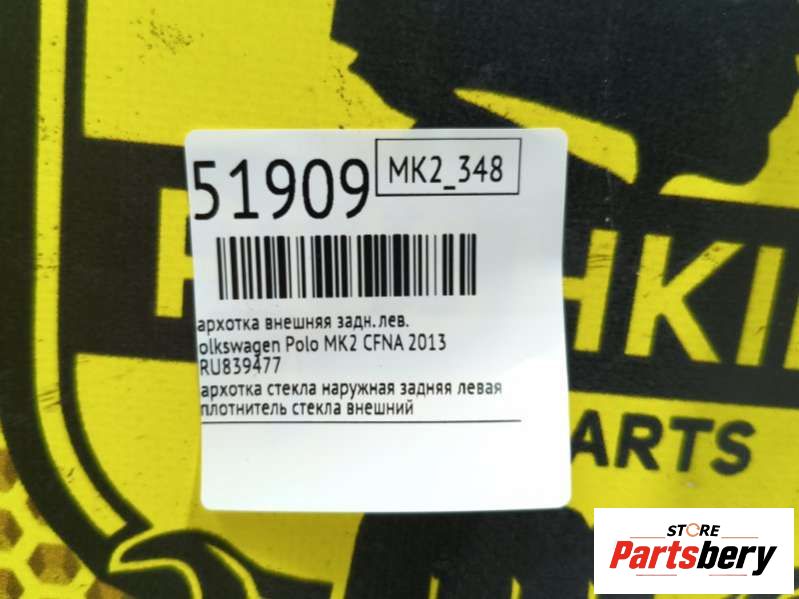 51909
MK2_348
архотка внешняя задн.лев.
olkswagen Polo MK2 CFNA 2013
RU839477
архотка стекла наружная задняя левая
плотнитель стекла внешний
HKI
ARTS
STORE
Partsbery